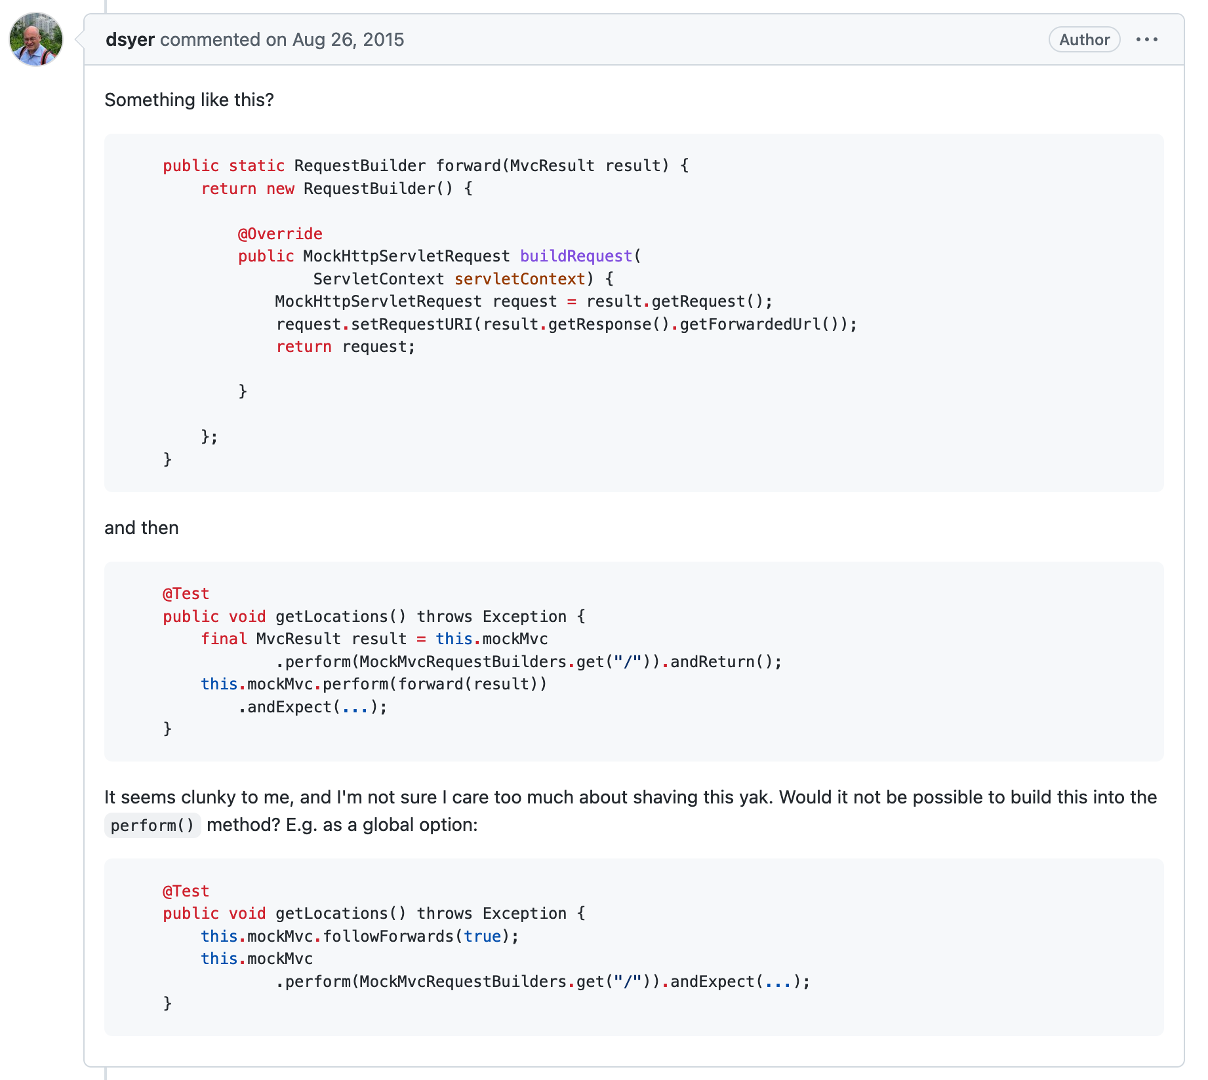 dsyer commented on Aug 26, 2015
Author
Something like this?
public static RequestBuilder forward(MvcResult result) {
return new RequestBuilder() {
@Override
public MockHttpServletRequest buildRequest(
ServletContext servletContext) {
MockHttpServletRequest request = result.getRequest();
request.setRequestURI(result.getResponse().getForwardedUrl());
return request;
}
};
}
and then
@Test
public void getLocations() throws Exception {
final MvcResult result = this.mockMvc
.perform(MockMvcRequestBuilders.get("/")).andReturn();
this.mockMvc.perform(forward(result))
.andExpect(...);
}
It seems clunky to me, and I'm not sure I care too much about shaving this yak. Would it not be possible to build this into the
perform() method? E.g. as a global option:
@Test
public void getLocations() throws Exception {
this.mockMvc.followForwards(true);
this.mockMvc
.perform(MockMvcRequestBuilders.get("/")).andExpect(...);
}